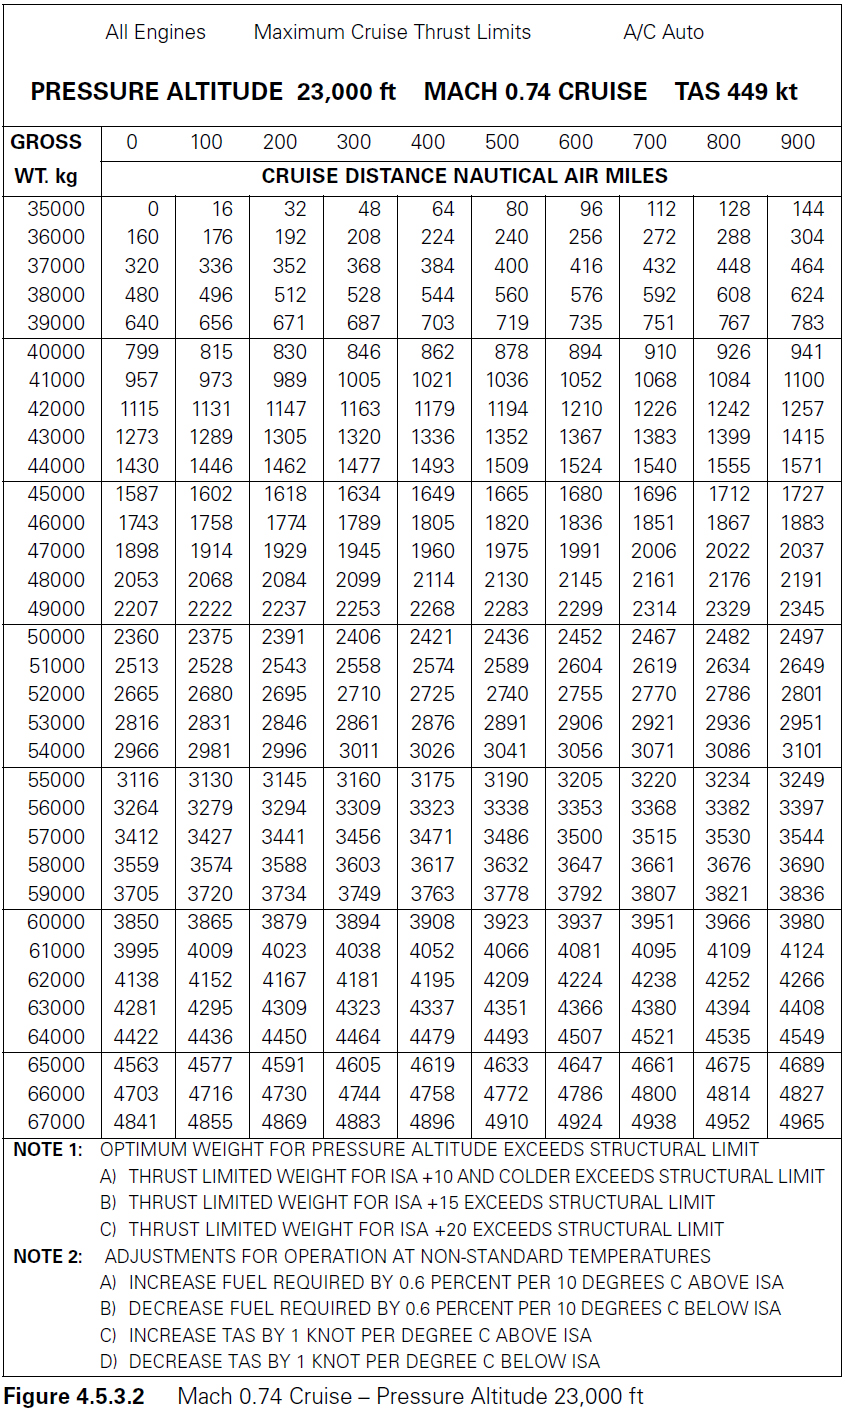 All Engines Maximum Cruise Thrust Limits A/C Auto
PRESSURE ALTITUDE 23,000 ft MACH 0.74 CRUISE TAS 449 kt
GROSS 0 100 200 300 400 500 600 700 800 900
WT. kg CRUISE DISTANCE NAUTICAL AIR MILES
35000 0 16 32 48 64 80 96 112 128 144
36000 160 176 192 208 224 240 256 272 288 304
37000 320 336 352 368 384 400 416 432 448 464
38000 480 496 512 528 544 560 576 592 608 624
39000 640 656 671 687 703 719 735 751 767 783
40000 799 815 830 846 862 878 894 910 926 941
41000 957 973 989 1005 1021 1036 1052 1068 1084 1100
42000 1115 1131 1147 1163 1179 1194 1210 1226 1242 1257
43000 1273 1289 1305 1320 1336 1352 1367 1383 1399 1415
44000 1430 1446 1462 1477 1493 1509 1524 1540 1555 1571
45000 1587 1602 1618 1634 1649 1665 1680 1696 1712 1727
46000 1743 1758 1774 1789 1805 1820 1836 1851 1867 1883
47000 1898 1914 1929 1945 1960 1975 1991 2006 2022 2037
48000 2053 2068 2084 2099 2114 2130 2145 2161 2176 2191
49000 2207 2222 2237 2253 2268 2283 2299 2314 2329 2345
50000 2360 2375 2391 2406 2421 2436 2452 2467 2482 2497
51000 2513 2528 2543 2558 2574 2589 2604 2619 2634 2649
52000 2665 2680 2695 2710 2725 2740 2755 2770 2786 2801
53000 2816 2831 2846 2861 2876 2891 2906 2921 2936 2951
54000 2966 2981 2996 3011 3026 3041 3056 3071 3086 3101
55000 3116 3130 3145 3160 3175 3190 3205 3220 3234 3249
56000 3264 3279 3294 3309 3323 3338 3353 3368 3382 3397
57000 3412 3427 3441 3456 3471 3486 3500 3515 3530 3544
58000 3559 3574 3588 3603 3617 3632 3647 3661 3676 3690
59000 3705 3720 3734 3749 3763 3778 3792 3807 3821 3836
60000 3850 3865 3879 3894 3908 3923 3937 3951 3966 3980
61000 3995 4009 4023 4038 4052 4066 4081 4095 4109 4124
62000 4138 4152 4167 4181 4195 4209 4224 4238 4252 4266
63000 4281 4295 4309 4323 4337 4351 4366 4380 4394 4408
64000 4422 4436 4450 4464 4479 4493 4507 4521 4535 4549
65000 4563 4577 4591 4605 4619 4633 4647 4661 4675 4689
66000 4703 4716 4730 4744 4758 4772 4786 4800 4814 4827
67000 4841 4855 4869 4883 4896 4910 4924 4938 4952 4965
NOTE 1: OPTIMUM WEIGHT FOR PRESSURE ALTITUDE EXCEEDS STRUCTURAL LIMIT
A) THRUST LIMITED WEIGHT FOR ISA +10 AND COLDER EXCEEDS STRUCTURAL LIMIT
B) THRUST LIMITED WEIGHT FOR ISA +15 EXCEEDS STRUCTURAL LIMIT
C) THRUST LIMITED WEIGHT FOR ISA +20 EXCEEDS STRUCTURAL LIMIT
NOTE 2: ADJUSTMENTS FOR OPERATION AT NON-STANDARD TEMPERATURES
A) INCREASE FUEL REQUIRED BY 0.6 PERCENT PER 10 DEGREES C ABOVE ISA
B) DECREASE FUEL REQUIRED BY 0.6 PERCENT PER 10 DEGREES C BELOW ISA
C) INCREASE TAS BY 1 KNOT PER DEGREE C ABOVE ISA
D) DECREASE TAS BY 1 KNOT PER DEGREE C BELOW ISA
Figure 4.5.3.2 Mach 0.74 Cruise – Pressure Altitude 23,000 ft